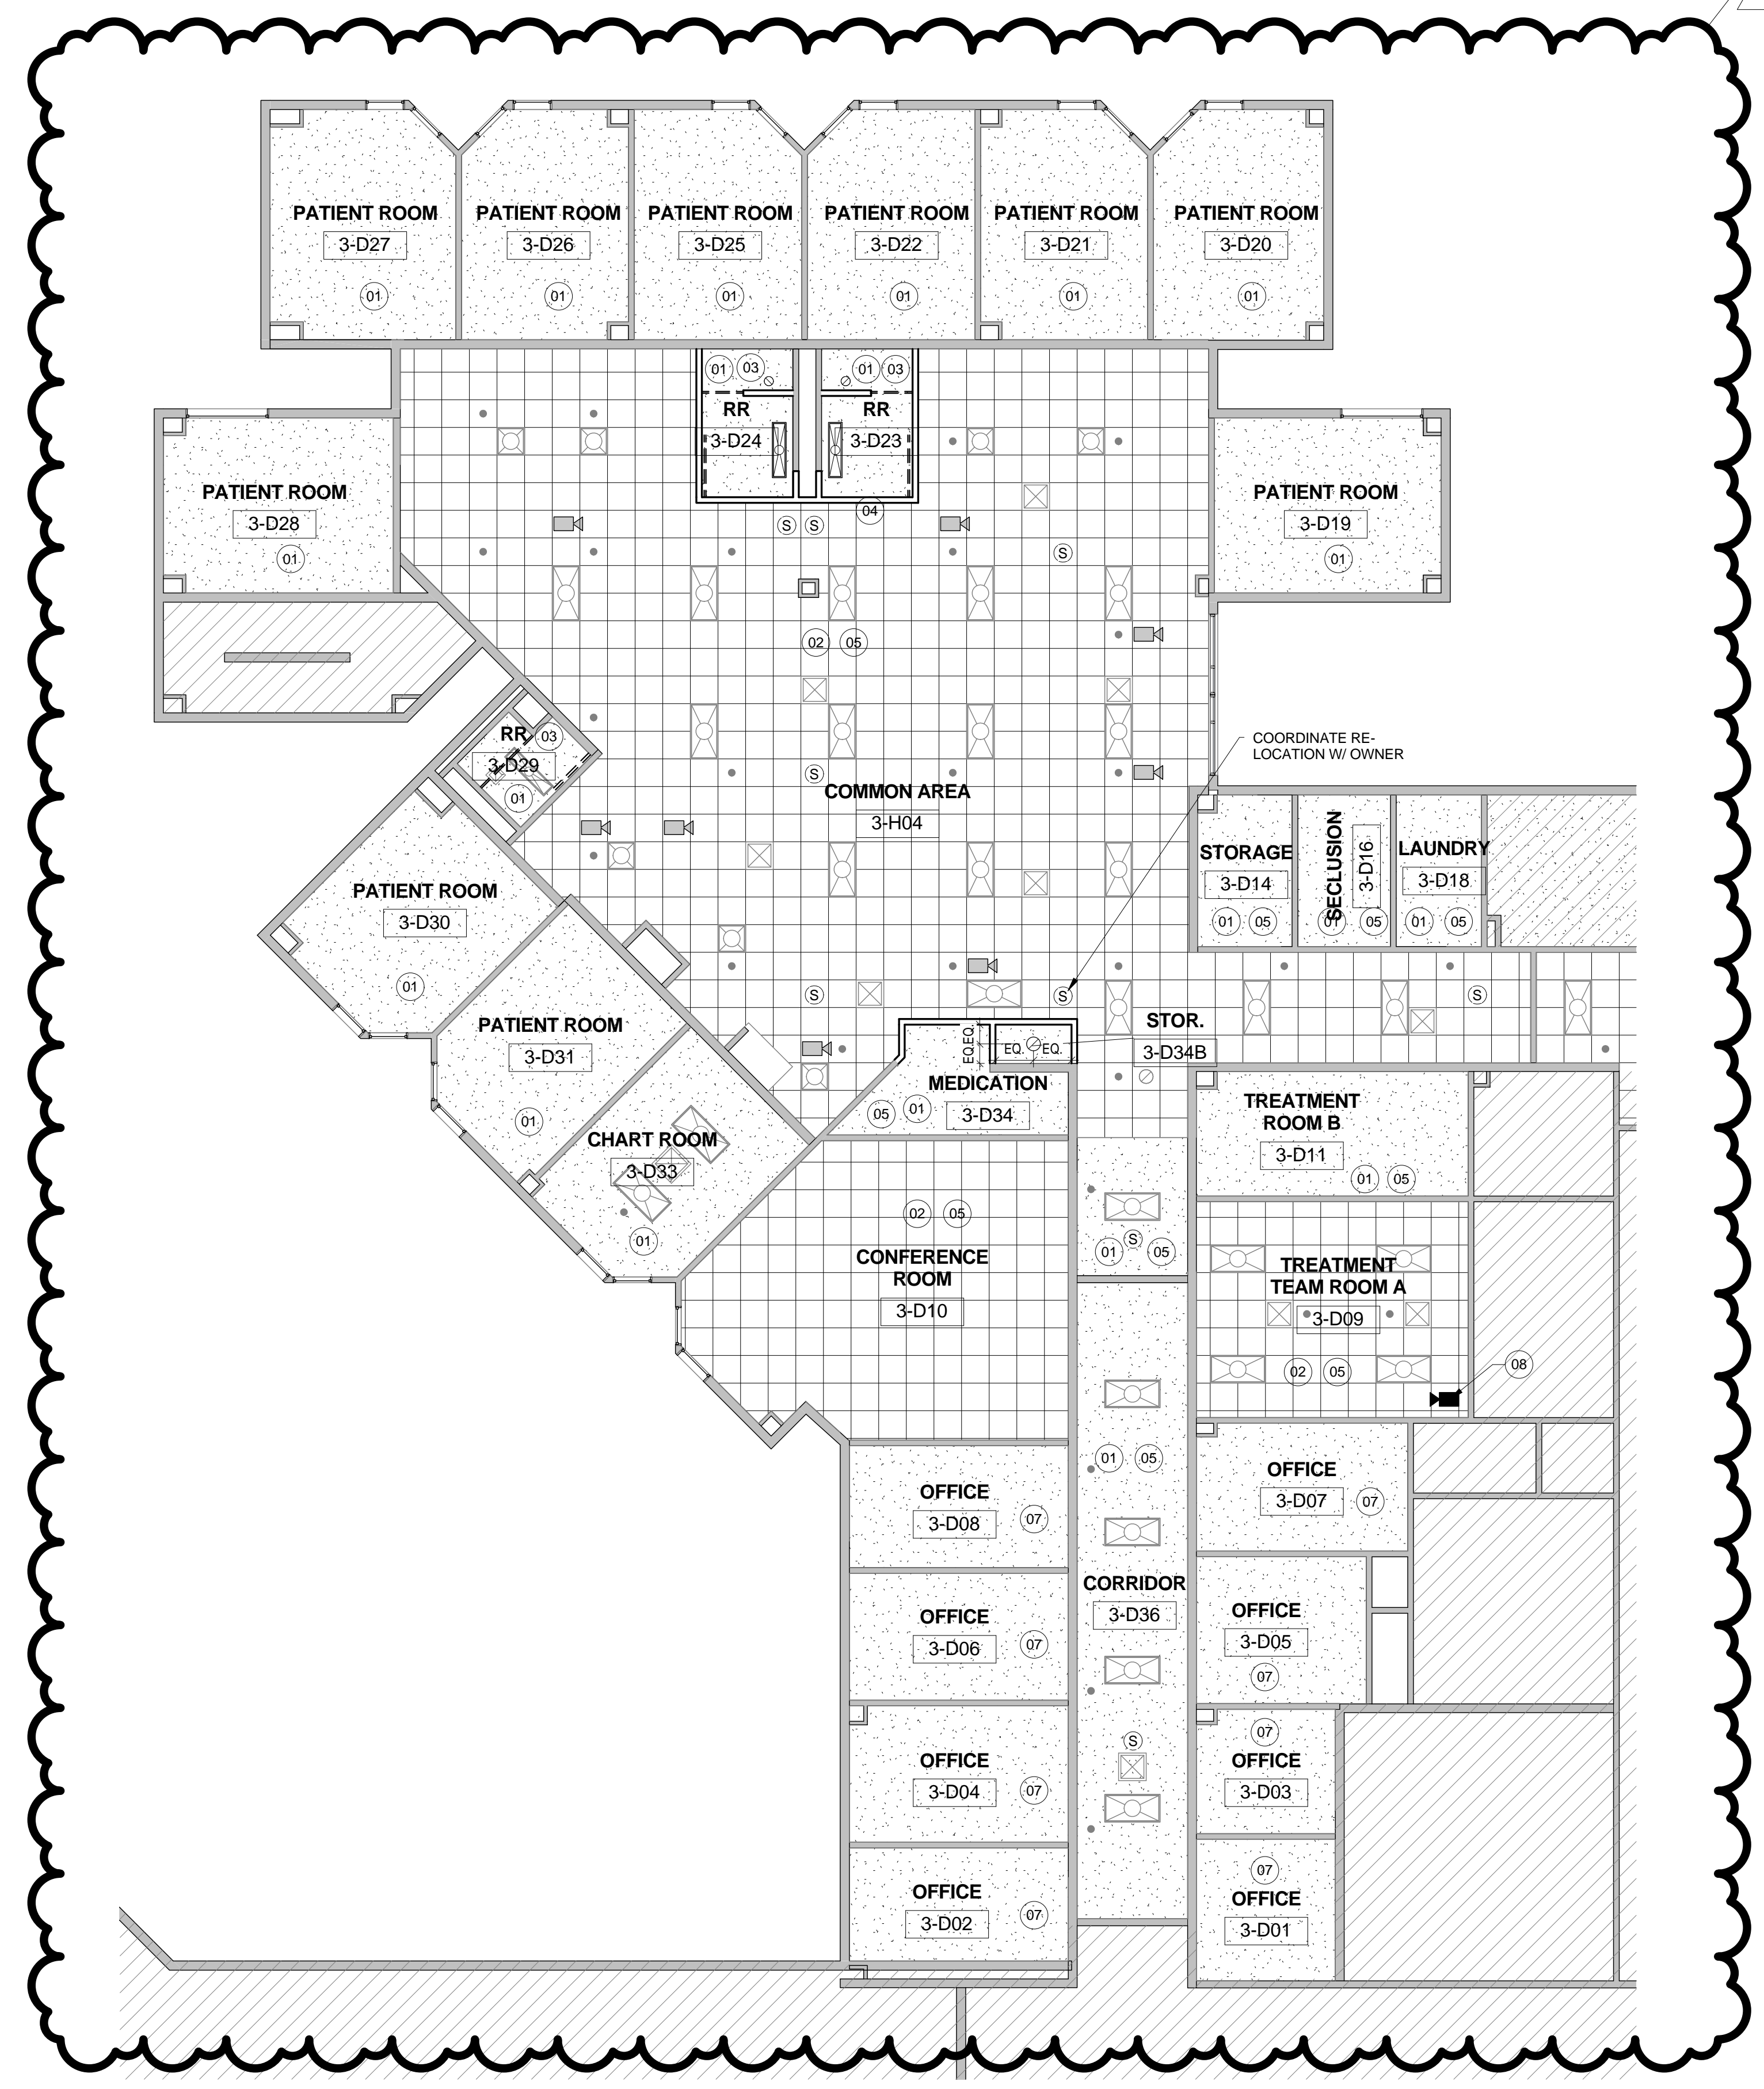 PATIENT ROOM
3-D27
01
PATIENT ROOM
3-D26
01
PATIENT ROOM
3-D25
01
PATIENT ROOM
3-D22
01
PATIENT ROOM
3-D21
01
PATIENT ROOM
3-D20
01
01 03
RR
3-D24
01 03
RR
3-D23
04
S S
S
PATIENT ROOM
3-D28
01
PATIENT ROOM
3-D19
01
02 05
RR 03
3-D29
01
COORDINATE RE-
LOCATION W/ OWNER
S
COMMON AREA
3-H04
STORAGE
3-D14
01 05
SECLUSION
3-D16
01 05
LAUNDRY
3-D18
01 05
PATIENT ROOM
3-D30
01
S
S
S
PATIENT ROOM
3-D31
01
STOR.
3-D34B
EQ. EQ.
EQ. EQ.
MEDICATION
3-D34
05 01
CHART ROOM
3-D33
01
TREATMENT
ROOM B
3-D11
01 05
02 05
CONFERENCE
ROOM
3-D10
S
01 05
TREATMENT
TEAM ROOM A
3-D09
02 05
08
01 05
OFFICE
3-D08
07
OFFICE
3-D07
07
CORRIDOR
3-D36
OFFICE
3-D06
07
OFFICE
3-D05
07
S
OFFICE
3-D04
07
07
OFFICE
3-D03
OFFICE
3-D02
07
07
OFFICE
3-D01